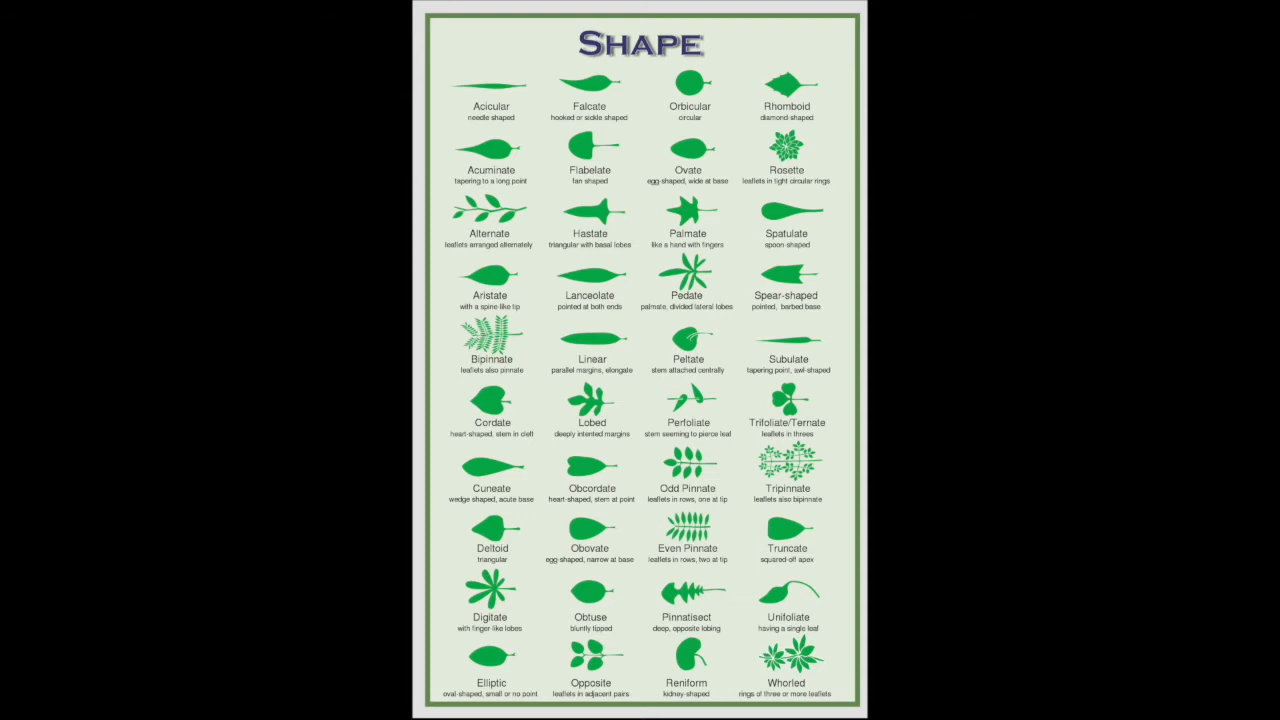 SHAPE
Acicular Falcate Orbicular Rhomboid
needle shaped hooked or sickle shaped circular diamond-shaped
Acuminate Flabelate Ovate Rosette
tapering to a long point fan shaped egg-shaped, wide at base leaflets in tight circular rings
Alternate Hastate Palmate Spatulate
leaflets arranged alternately triangular with basal lobes like a hand with fingers spoon-shaped
Aristate Lanceolate Pedate Spear-shaped
with a spine-like tip pointed at both ends palmate, divided lateral lobes pointed, barbed base
Bipinnate Linear Peltate Subulate
leaflets also pinnate parallel margins, elongate stem attached centrally tapering point, awl-shaped
Cordate Lobed Perfoliate Trifoliate/Ternate
heart-shaped, stem in cleft deeply intented margins stem seeming to pierce leaf leaflets in threes
Cuneate Obcordate Odd Pinnate Tripinnate
wedge shaped, acute base heart-shaped, stem at point leaflets in rows, one at tip leaflets also bipinnate
Deltoid Obovate Even Pinnate Truncate
triangular egg-shaped, narrow at base leaflets in rows, two at tip squared-off apex
Digitate Obtuse Pinnatisect Unifoliate
with finger-like lobes bluntly tipped deep, opposite lobing having a single leaf
Elliptic Opposite Reniform Whorled
oval-shaped, small or no point leaflets in adjacent pairs kidney-shaped rings of three or more leaflets